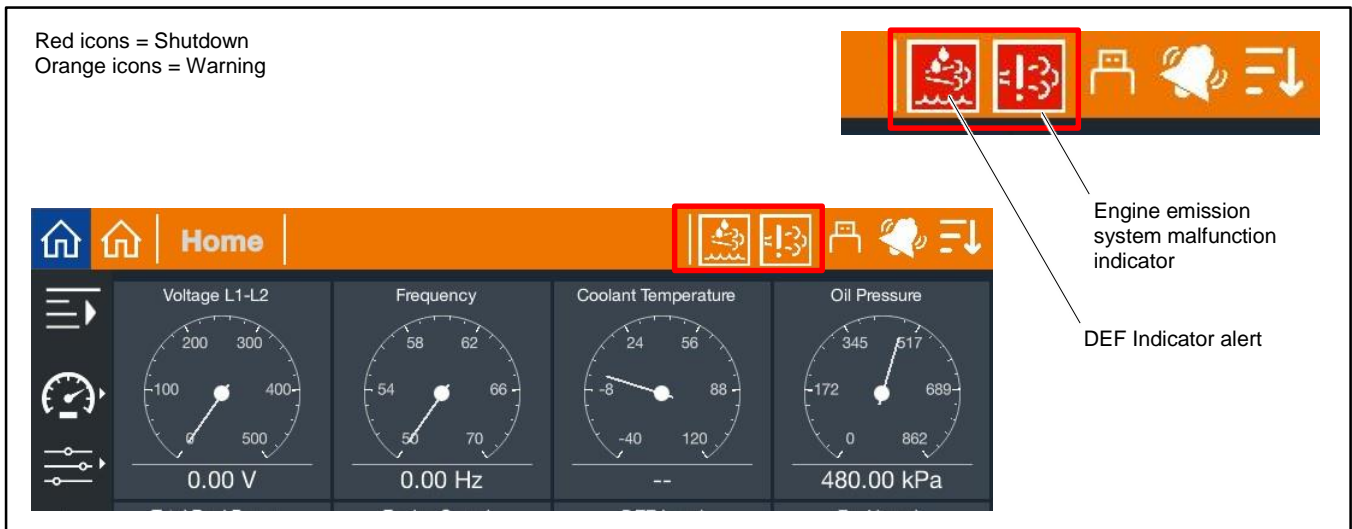 Red icons = Shutdown
Orange icons = Warning
Engine emission
system malfunction
indicator
DEF Indicator alert
Home
Voltage L1-L2
Frequency
Coolant Temperature
Oil Pressure
200 300
100 400
0 500
58 62
54 66
50 70
24 56
-8 88
-40 120
345 517
172 689
0 862
0.00 V
0.00 Hz
--
480.00 kPa